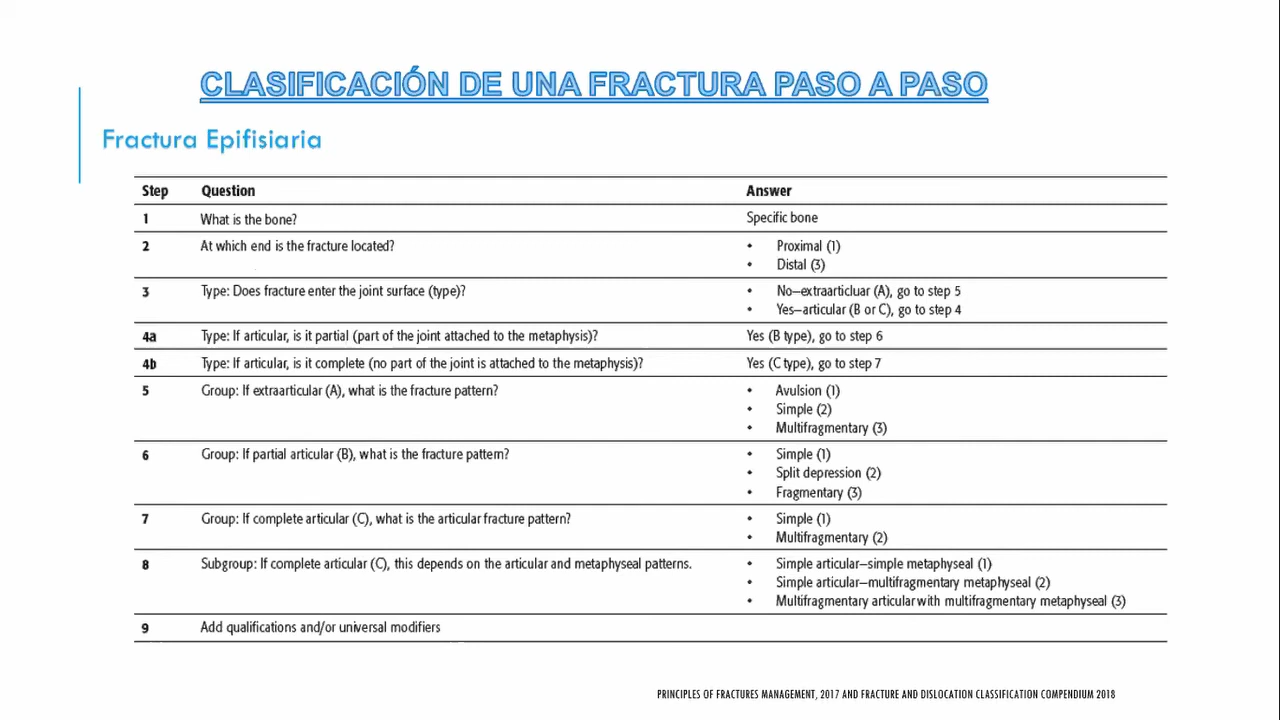 CLASIFICACIÓN DE UNA FRACTURA PASO A PASO
Fractura Epifisiaria
Step Question Answer
1 What is the bone? Specific bone
2 At which end is the fracture located? • Proximal (1)
• Distal (3)
3 Type: Does fracture enter the joint surface (type)? • No–extraarticluar (A), go to step 5
• Yes–articular (B or C), go to step 4
4a Type: If articular, is it partial (part of the joint attached to the metaphysis)? Yes (B type), go to step 6
4b Type: If articular, is it complete (no part of the joint is attached to the metaphysis)? Yes (C type), go to step 7
5 Group: If extraarticular (A), what is the fracture pattern? • Avulsion (1)
• Simple (2)
• Multifragmentary (3)
6 Group: If partial articular (B), what is the fracture pattern? • Simple (1)
• Split depression (2)
• Fragmentary (3)
7 Group: If complete articular (C), what is the articular fracture pattern? • Simple (1)
• Multifragmentary (2)
8 Subgroup: If complete articular (C), this depends on the articular and metaphyseal patterns. • Simple articular–simple metaphyseal (1)
• Simple articular–multifragmentary metaphyseal (2)
• Multifragmentary articular with multifragmentary metaphyseal (3)
9 Add qualifications and/or universal modifiers
PRINCIPLES OF FRACTURES MANAGEMENT, 2017 AND FRACTURE AND DISLOCATION CLASSIFICATION COMPENDIUM 2018